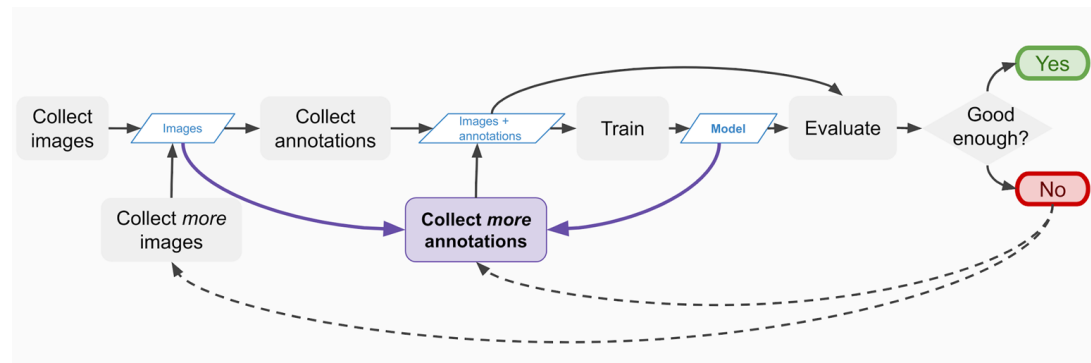 Collect
images
Images
Collect
annotations
Images +
annotations
Train
Model
Evaluate
Good
enough?
Yes
No
Collect more
images
Collect more
annotations